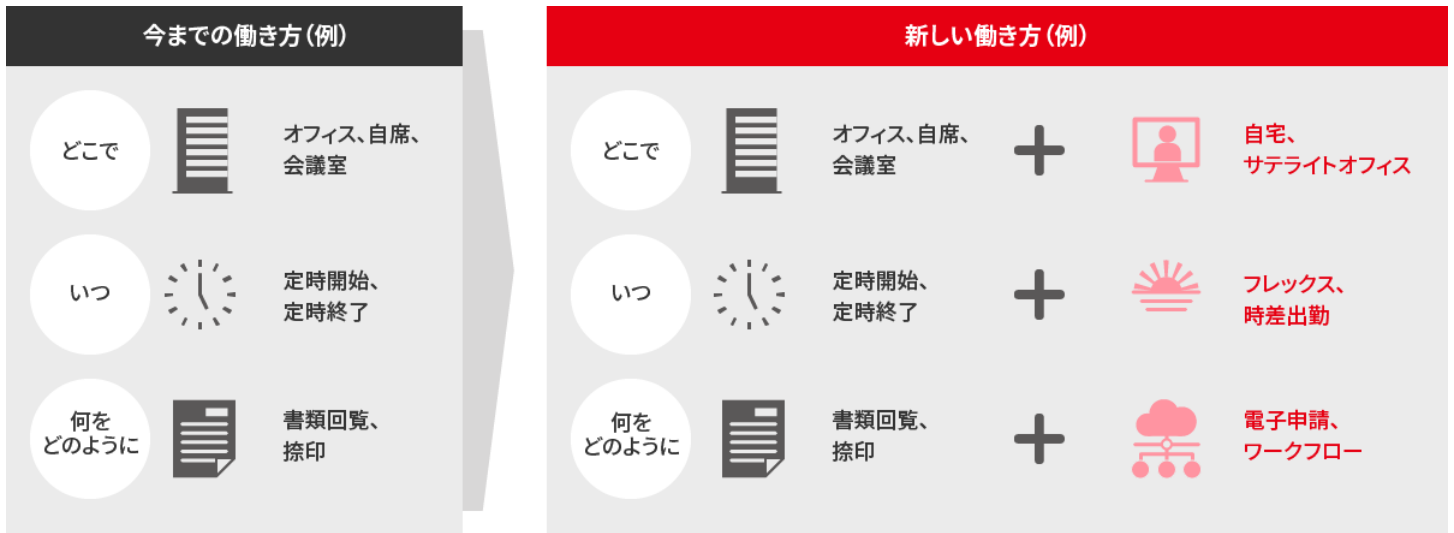 今までの働き方（例）
どこで
オフィス、自席、
会議室
いつ
定時開始、
定時終了
何を
どのように
書類回覧、
捺印
新しい働き方（例）
どこで
オフィス、自席、
会議室
自宅、
サテライトオフィス
いつ
定時開始、
定時終了
フレックス、
時差出勤
何を
どのように
書類回覧、
捺印
電子申請、
ワークフロー